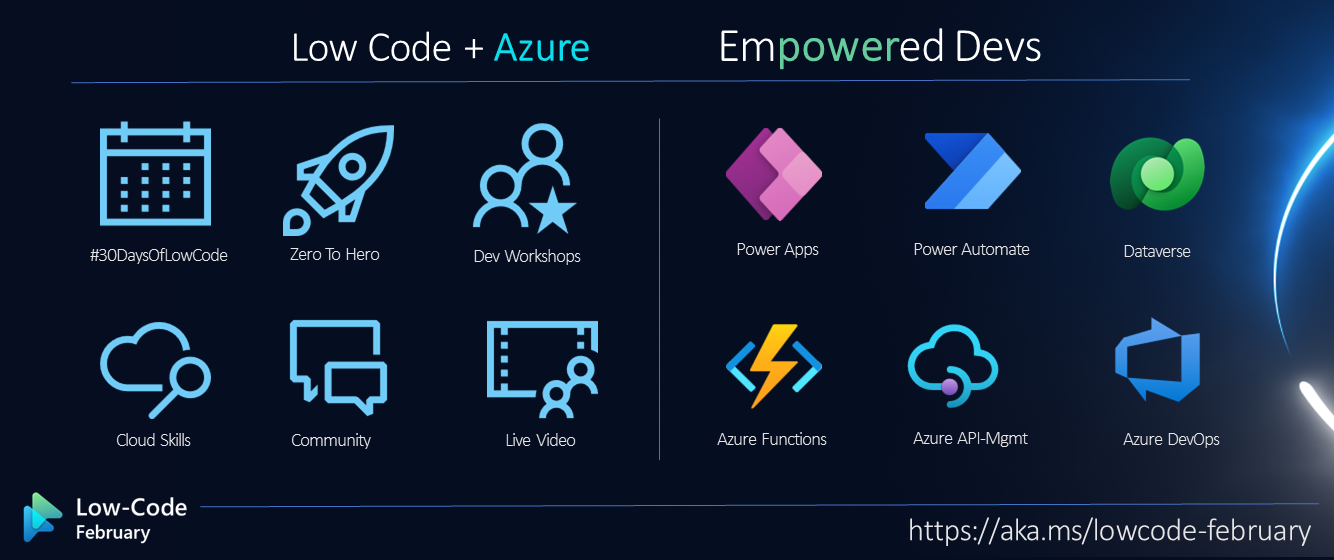 Low Code + Azure
Empowered Devs
#30DaysOfLowCode
Zero To Hero
Dev Workshops
Power Apps
Power Automate
Dataverse
Cloud Skills
Community
Live Video
Azure Functions
Azure API-Mgmt
Azure DevOps
Low-Code
February
https://aka.ms/lowcode-february